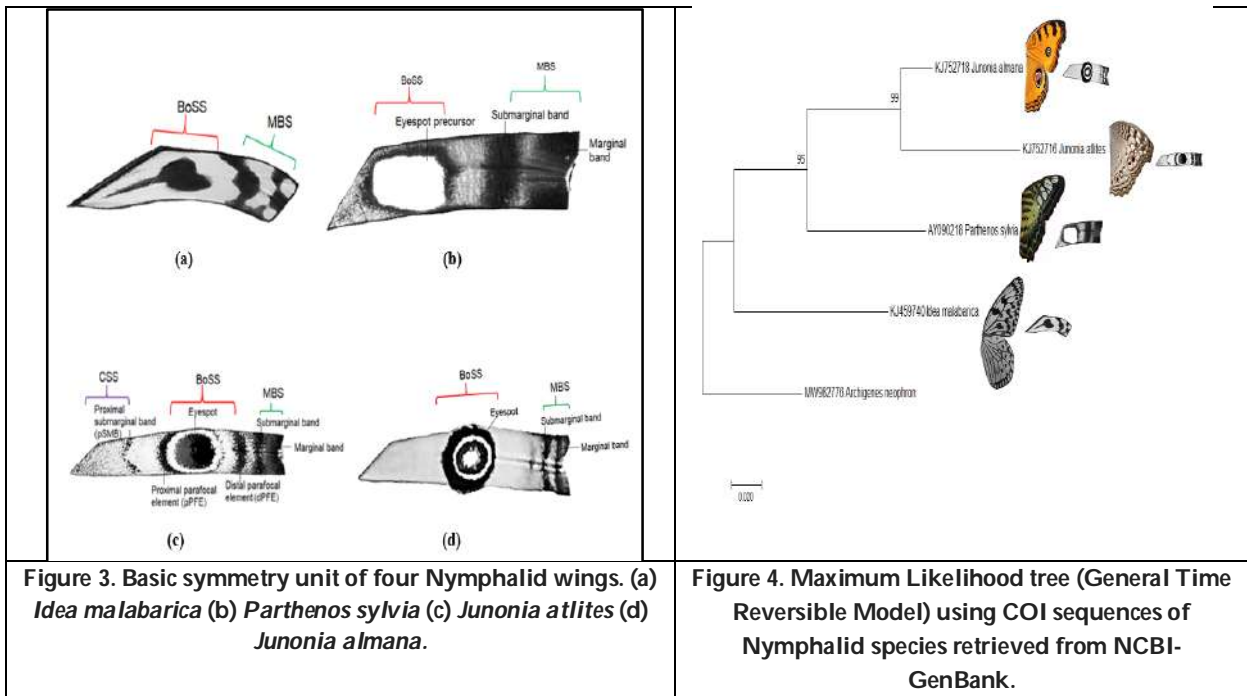 BoSS
MBS
(a)
MBS
BoSS
Submarginal band
Eyespot precursor
Marginal
band
(b)
CSS
BoSS
MBS
Proximal
submarginal band
(pSMB)
Eyespot
Submarginal band
Marginal band
Proximal parafocal
element (pPFE)
Distal parafocal
element (dPFE)
(c)
BoSS
MBS
Eyespot
Submarginal band
Marginal band
(d)
KJ752718 Junonia almana
99
KJ752716 Junonia atlites
95
AY090218 Parthenos sylvia
KJ459740 Idea malabarica
MW982776 Archigenes neophron
0.020
Figure 3. Basic symmetry unit of four Nymphalid wings. (a)
Idea malabarica (b) Parthenos sylvia (c) Junonia atlites (d)
Junonia almana.
Figure 4. Maximum Likelihood tree (General Time
Reversible Model) using COI sequences of
Nymphalid species retrieved from NCBI-
GenBank.